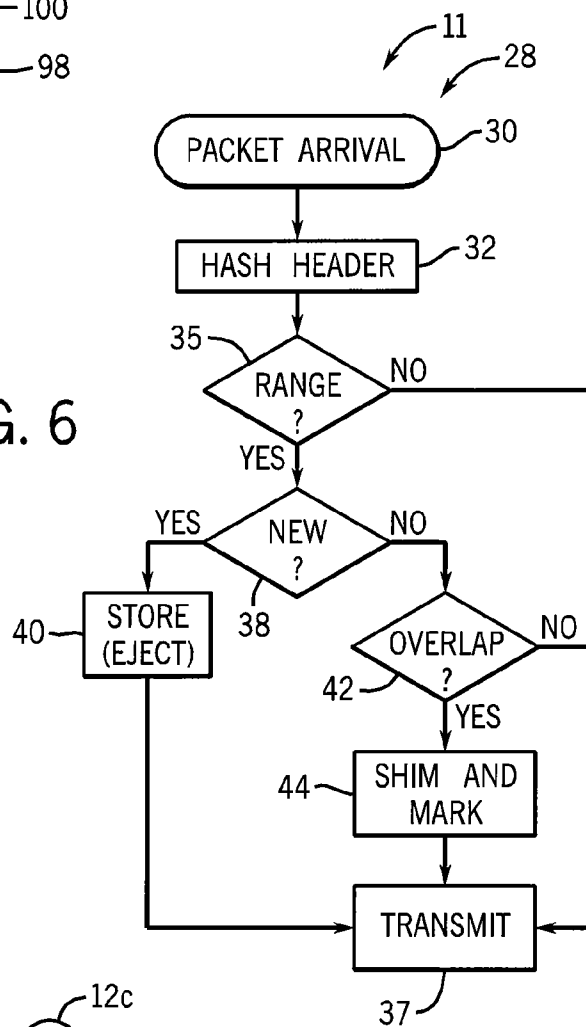 100
98
11
28
30
PACKET ARRIVAL
32
HASH HEADER
35
RANGE
?
NO
G. 6
YES
YES
NEW
?
NO
38
40
STORE
(EJECT)
OVERLAP
?
NO
42
YES
44
SHIM AND
MARK
TRANSMIT
37
12c